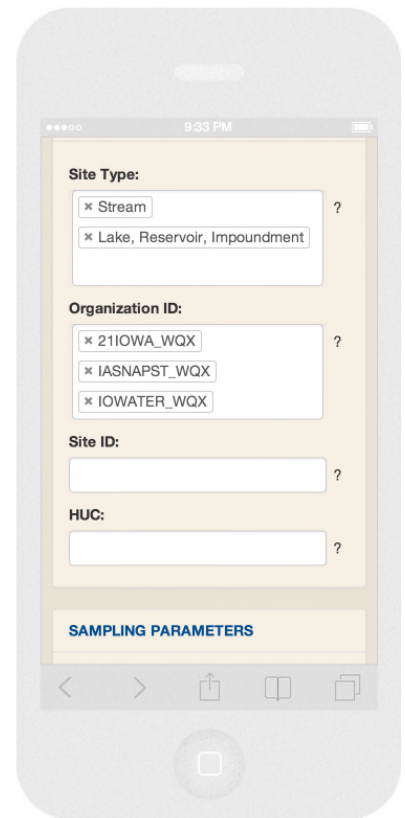 9:33 PM
Site Type:
× Stream
?
× Lake, Reservoir, Impoundment
Organization ID:
× 21IOWA_WQX
?
× IASNAPST_WQX
× IOWATER_WQX
Site ID:
?
HUC:
?
SAMPLING PARAMETERS